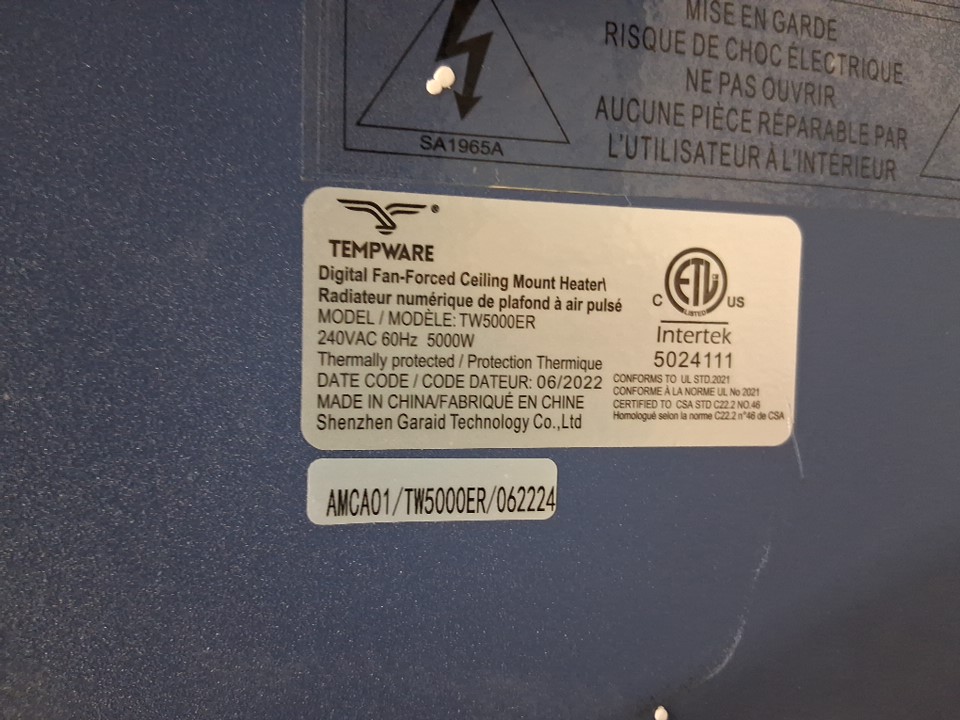 MISE EN GARDE
RISQUE DE CHOC ÉLECTRIQUE
NE PAS OUVRIR
AUCUNE PIÈCE RÉPARABLE PAR
L'UTILISATEUR À L'INTÉRIEUR
SA1965A
®
TEMPWARE
Digital Fan-Forced Ceiling Mount Heater\
Radiateur numérique de plafond à air pulsé
MODEL / MODÈLE: TW5000ER
240VAC 60Hz 5000W
Thermally protected / Protection Thermique
DATE CODE / CODE DATEUR: 06/2022
MADE IN CHINA/FABRIQUÉ EN CHINE
Shenzhen Garaid Technology Co.,Ltd
ETL
LISTED
C US
Intertek
5024111
CONFORMS TO UL STD.2021
CONFORME À LA NORME UL No 2021
CERTIFIED TO CSA STD C22.2 NO.46
Homologué selon la norme C22.2 n°46 de CSA
AMCA01/TW5000ER/062224